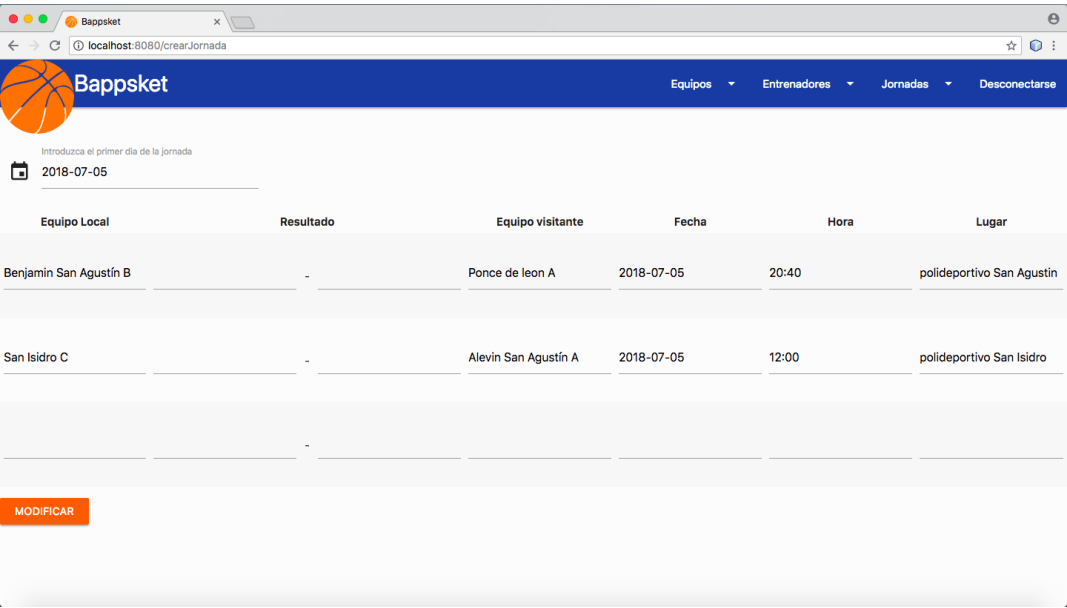 Bappsket
localhost:8080/crearJornada
Bappsket Equipos Entrenadores Jornadas Desconectarse
Introduzca el primer día de la jornada
2018-07-05
Equipo Local Resultado Equipo visitante Fecha Hora Lugar
Benjamin San Agustín B - Ponce de leon A 2018-07-05 20:40 polideportivo San Agustin
San Isidro C - Alevin San Agustín A 2018-07-05 12:00 polideportivo San Isidro
-
MODIFICAR